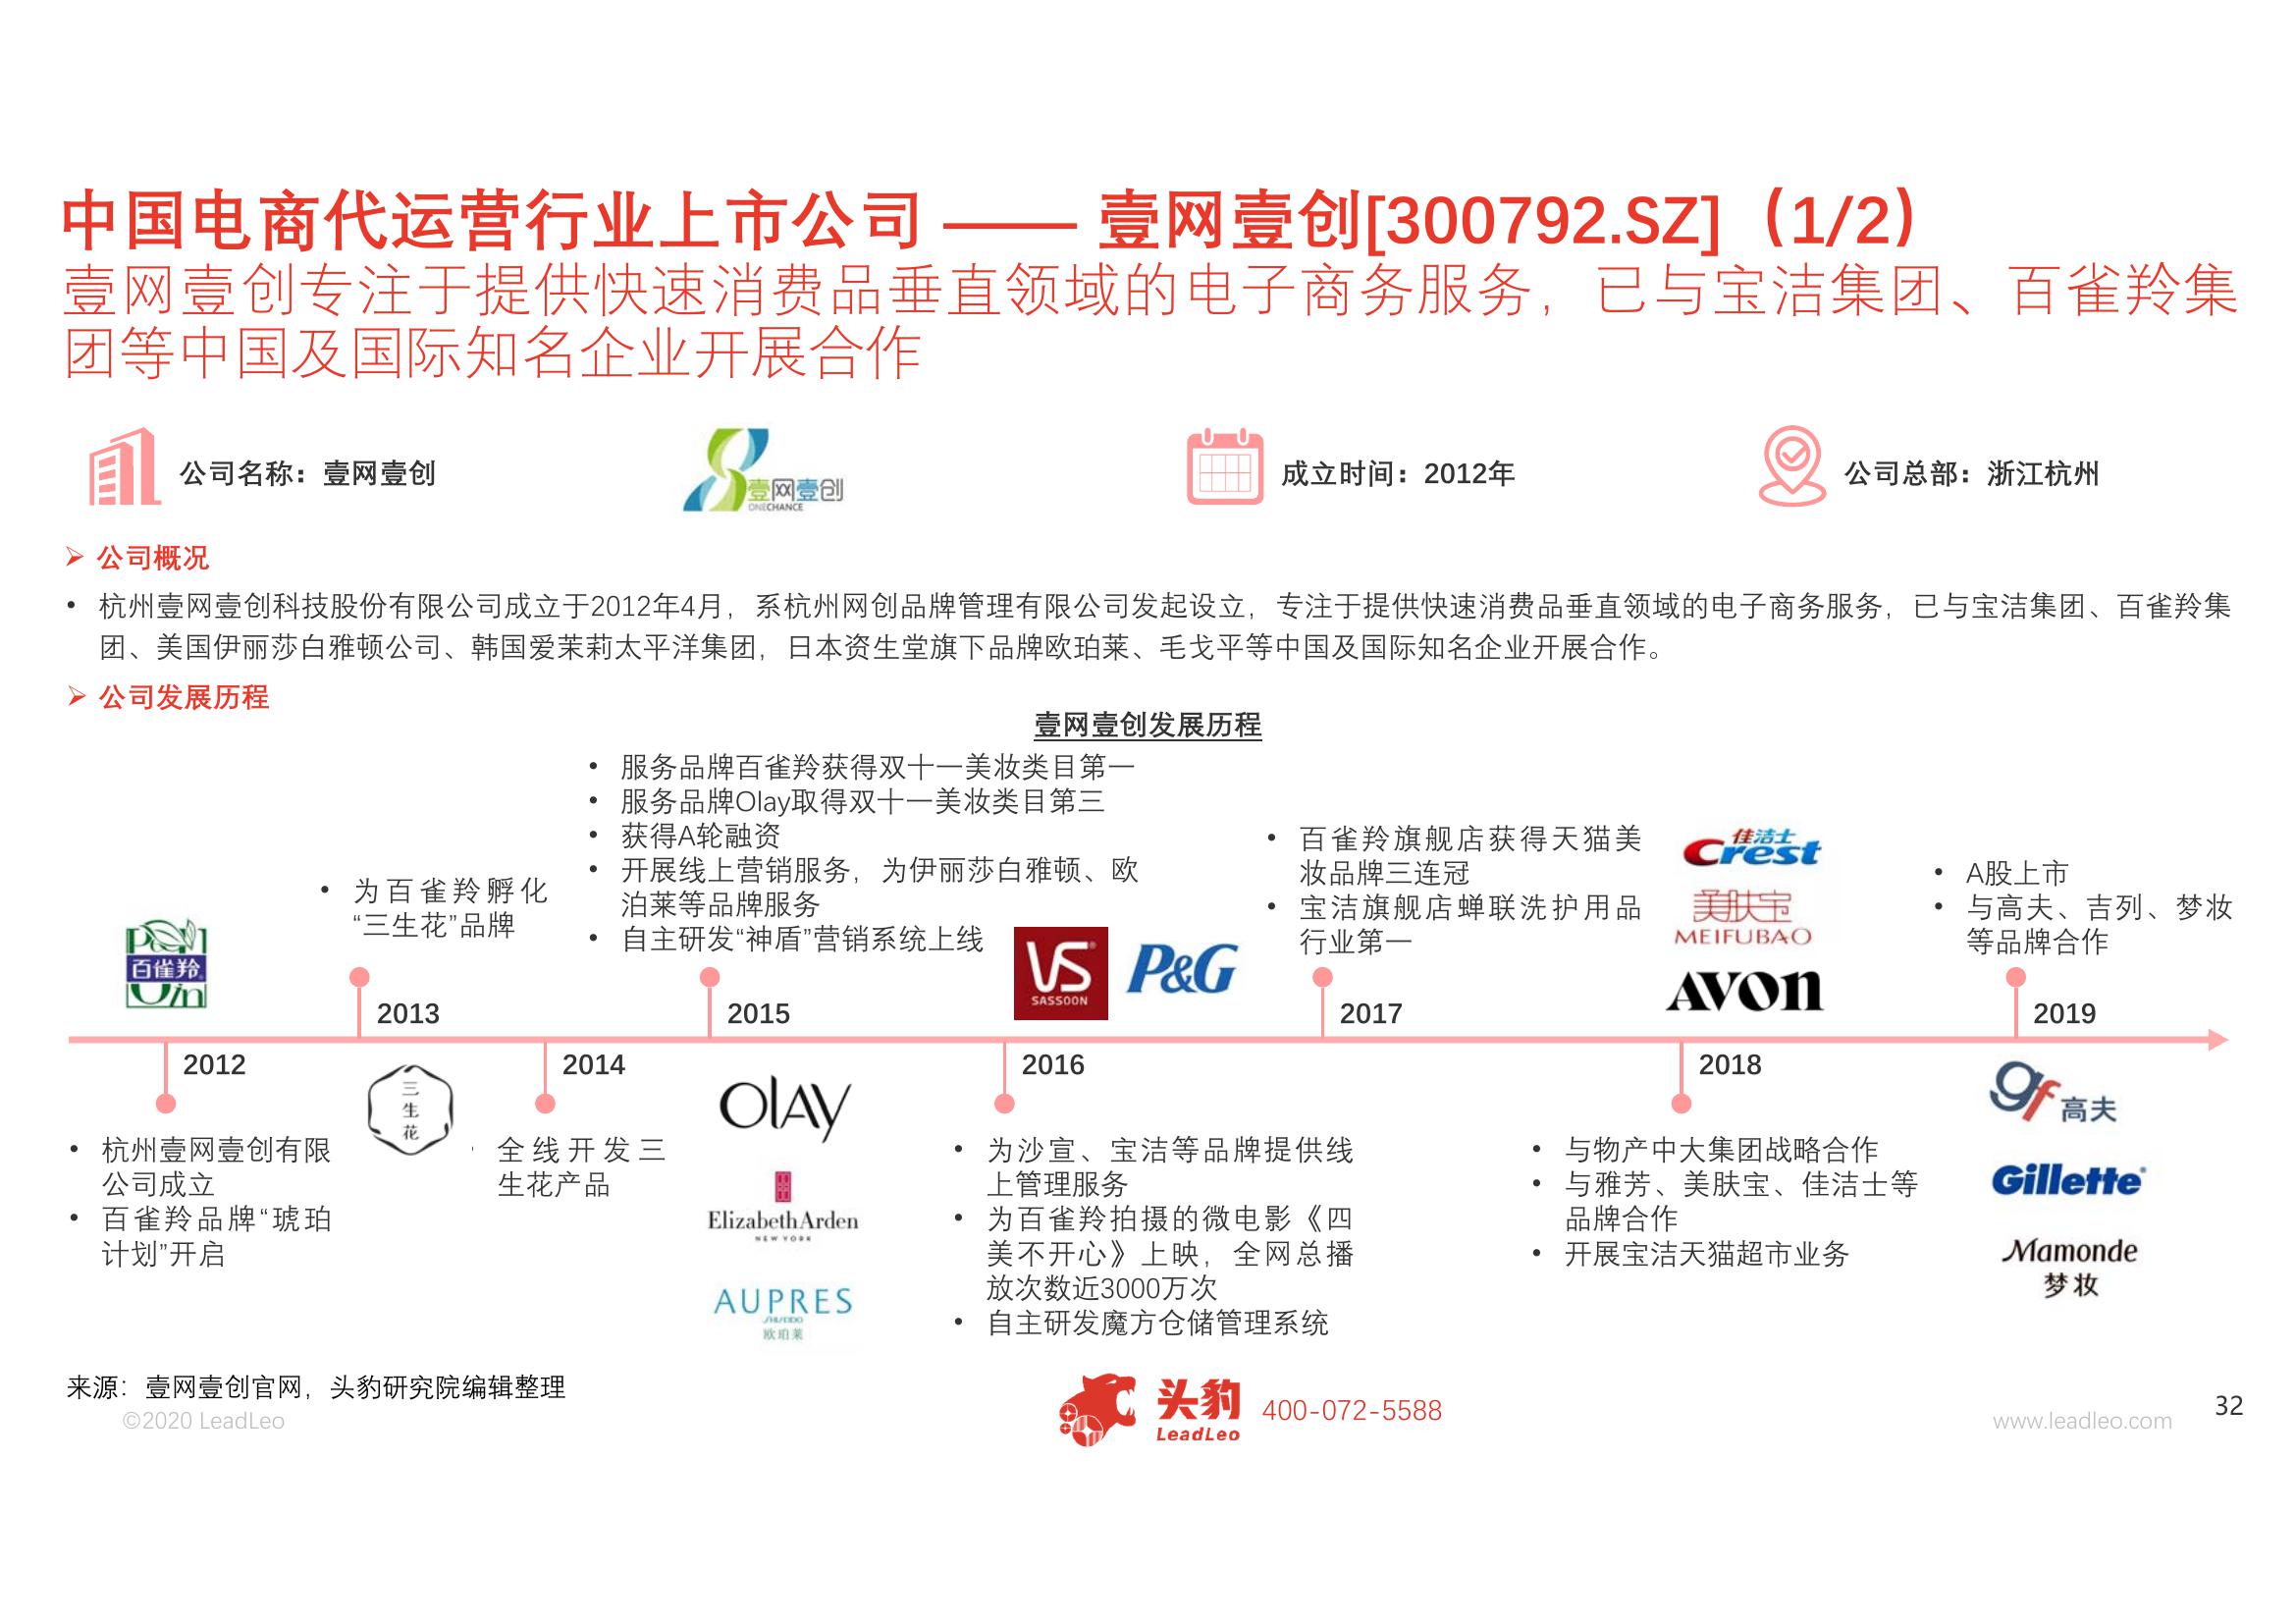 中国电商代运营行业上市公司 —— 壹网壹创[300792.SZ]（1/2）
壹网壹创专注于提供快速消费品垂直领域的电子商务服务，已与宝洁集团、百雀羚集
团等中国及国际知名企业开展合作
公司名称：壹网壹创
壹网壹创
ONECHANCE
成立时间：2012年
公司总部：浙江杭州
➢ 公司概况
• 杭州壹网壹创科技股份有限公司成立于2012年4月，系杭州网创品牌管理有限公司发起设立，专注于提供快速消费品垂直领域的电子商务服务，已与宝洁集团、百雀羚集
团、美国伊丽莎白雅顿公司、韩国爱茉莉太平洋集团，日本资生堂旗下品牌欧珀莱、毛戈平等中国及国际知名企业开展合作。
➢ 公司发展历程
壹网壹创发展历程
百雀羚
2012
• 杭州壹网壹创有限
公司成立
• 百雀羚品牌“琥珀
计划”开启
• 为百雀羚孵化
“三生花”品牌
2013
三
生
花
2014
• 全线开发三
生花产品
• 服务品牌百雀羚获得双十一美妆类目第一
• 服务品牌Olay取得双十一美妆类目第三
• 获得A轮融资
• 开展线上营销服务，为伊丽莎白雅顿、欧
泊莱等品牌服务
• 自主研发“神盾”营销系统上线
2015
OLAY
Elizabeth Arden
NEW YORK
AUPRES
SHISEIDO
欧珀莱
VS
SASSOON
P&G
2016
• 为沙宣、宝洁等品牌提供线
上管理服务
• 为百雀羚拍摄的微电影《四
美不开心》上映，全网总播
放次数近3000万次
• 自主研发魔方仓储管理系统
• 百雀羚旗舰店获得天猫美
妆品牌三连冠
• 宝洁旗舰店蝉联洗护用品
行业第一
2017
佳洁士
Crest
美肤宝
MEIFUBAO
AVON
2018
• 与物产中大集团战略合作
• 与雅芳、美肤宝、佳洁士等
品牌合作
• 开展宝洁天猫超市业务
• A股上市
• 与高夫、吉列、梦妆
等品牌合作
2019
gf 高夫
Gillette
Mamonde
梦妆
来源：壹网壹创官网，头豹研究院编辑整理
©2020 LeadLeo
头豹
LeadLeo
400-072-5588
www.leadleo.com
32